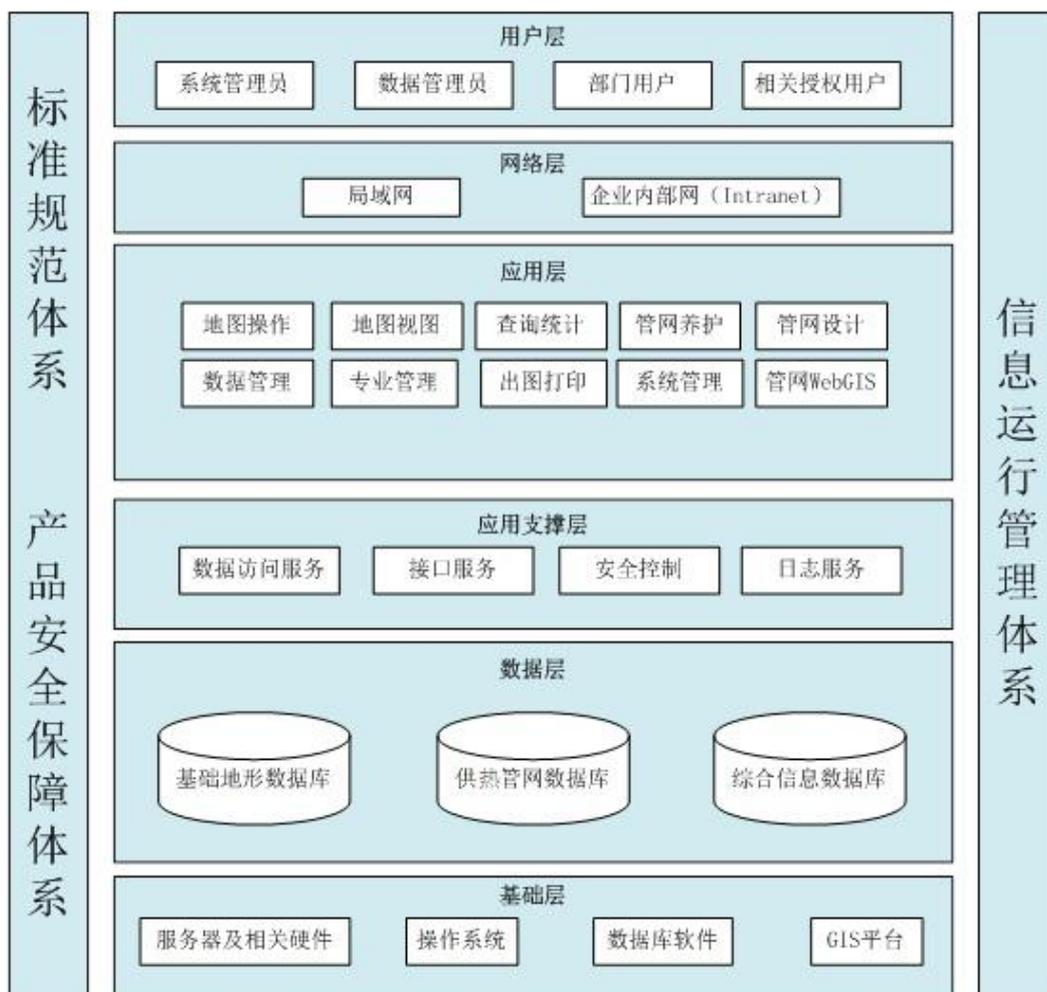 标准规范体系
产品安全保障体系
用户层
系统管理员
数据管理员
部门用户
相关授权用户
网络层
局域网
企业内部网（Intranet）
应用层
地图操作
地图视图
查询统计
管网养护
管网设计
数据管理
专业管理
出图打印
系统管理
管网WebGIS
应用支撑层
数据访问服务
接口服务
安全控制
日志服务
数据层
基础地形数据库
供热管网数据库
综合信息数据库
基础层
服务器及相关硬件
操作系统
数据库软件
GIS平台
信息运行管理体系